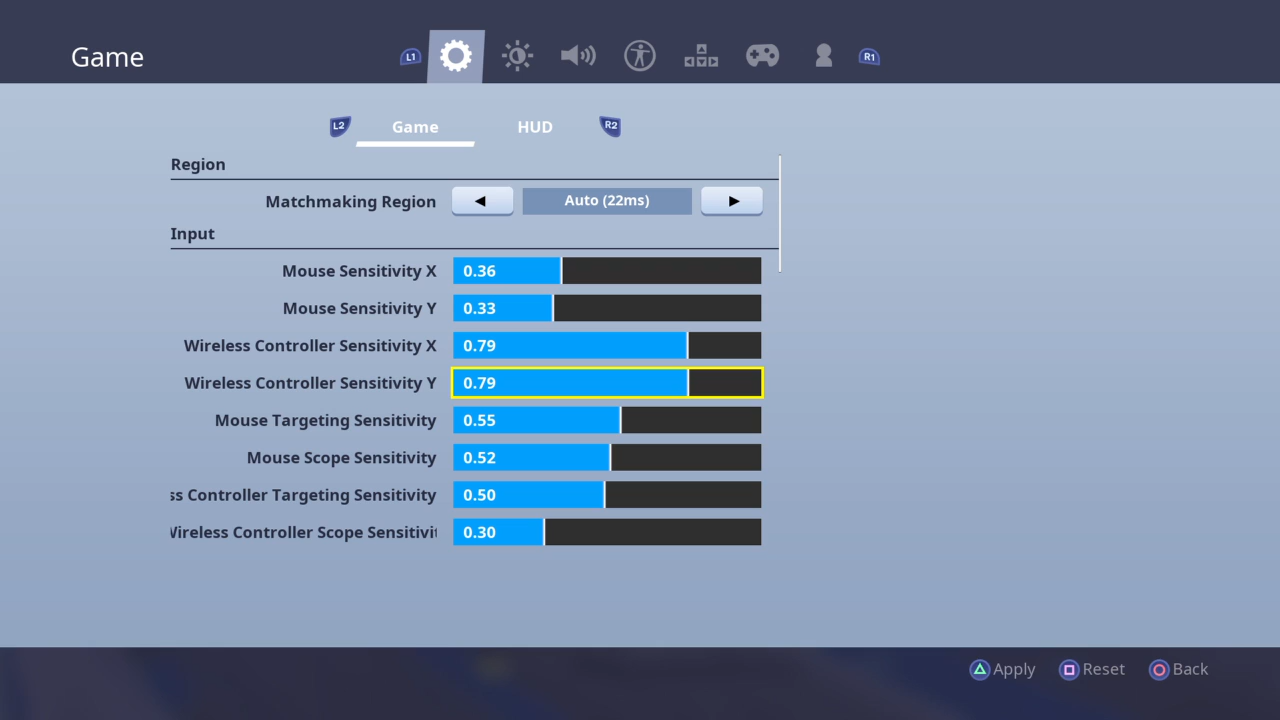 Game
L1
R1
L2
Game
HUD
R2
Region
Matchmaking Region
Auto (22ms)
Input
Mouse Sensitivity X
0.36
Mouse Sensitivity Y
0.33
Wireless Controller Sensitivity X
0.79
Wireless Controller Sensitivity Y
0.79
Mouse Targeting Sensitivity
0.55
Mouse Scope Sensitivity
0.52
ss Controller Targeting Sensitivity
0.50
Wireless Controller Scope Sensitivit
0.30
Apply
Reset
Back